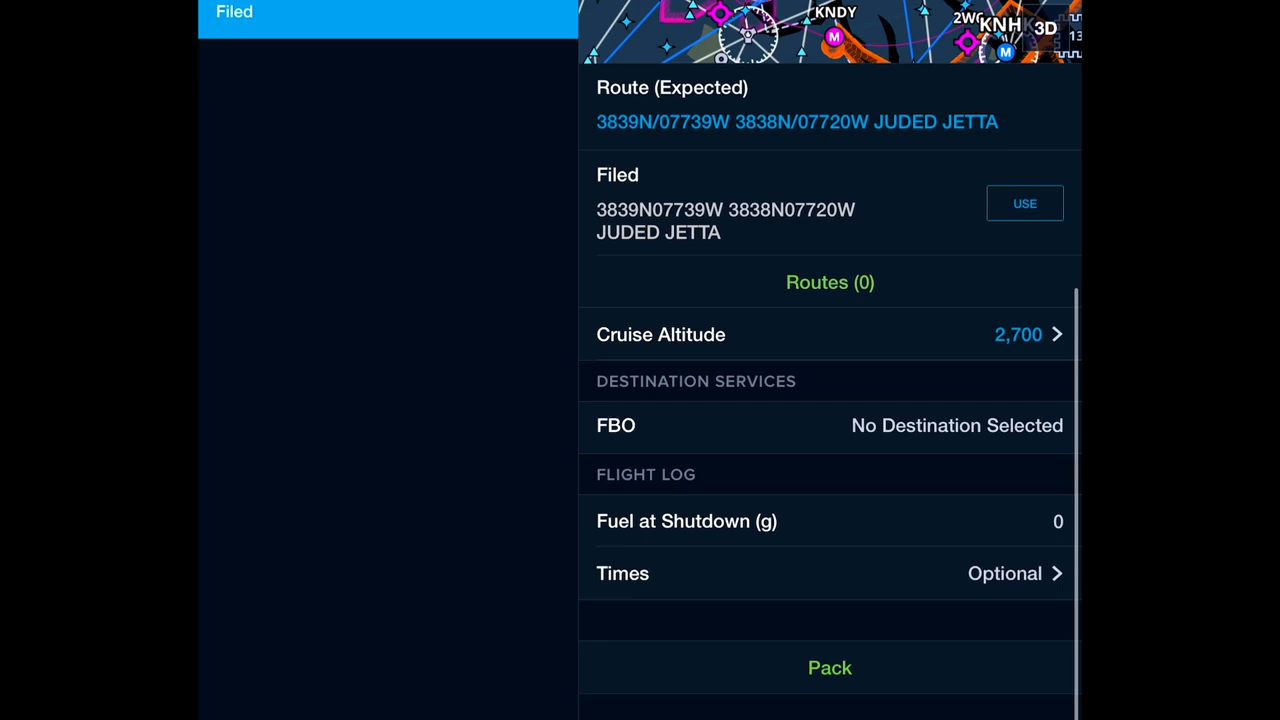 Filed
KNDY
2W
KNH
3D
13
M
M
Route (Expected)
3839N/07739W 3838N/07720W JUDED JETTA
Filed
3839N07739W 3838N07720W
JUDED JETTA
USE
Routes (0)
Cruise Altitude
2,700
DESTINATION SERVICES
FBO
No Destination Selected
FLIGHT LOG
Fuel at Shutdown (g)
0
Times
Optional
Pack